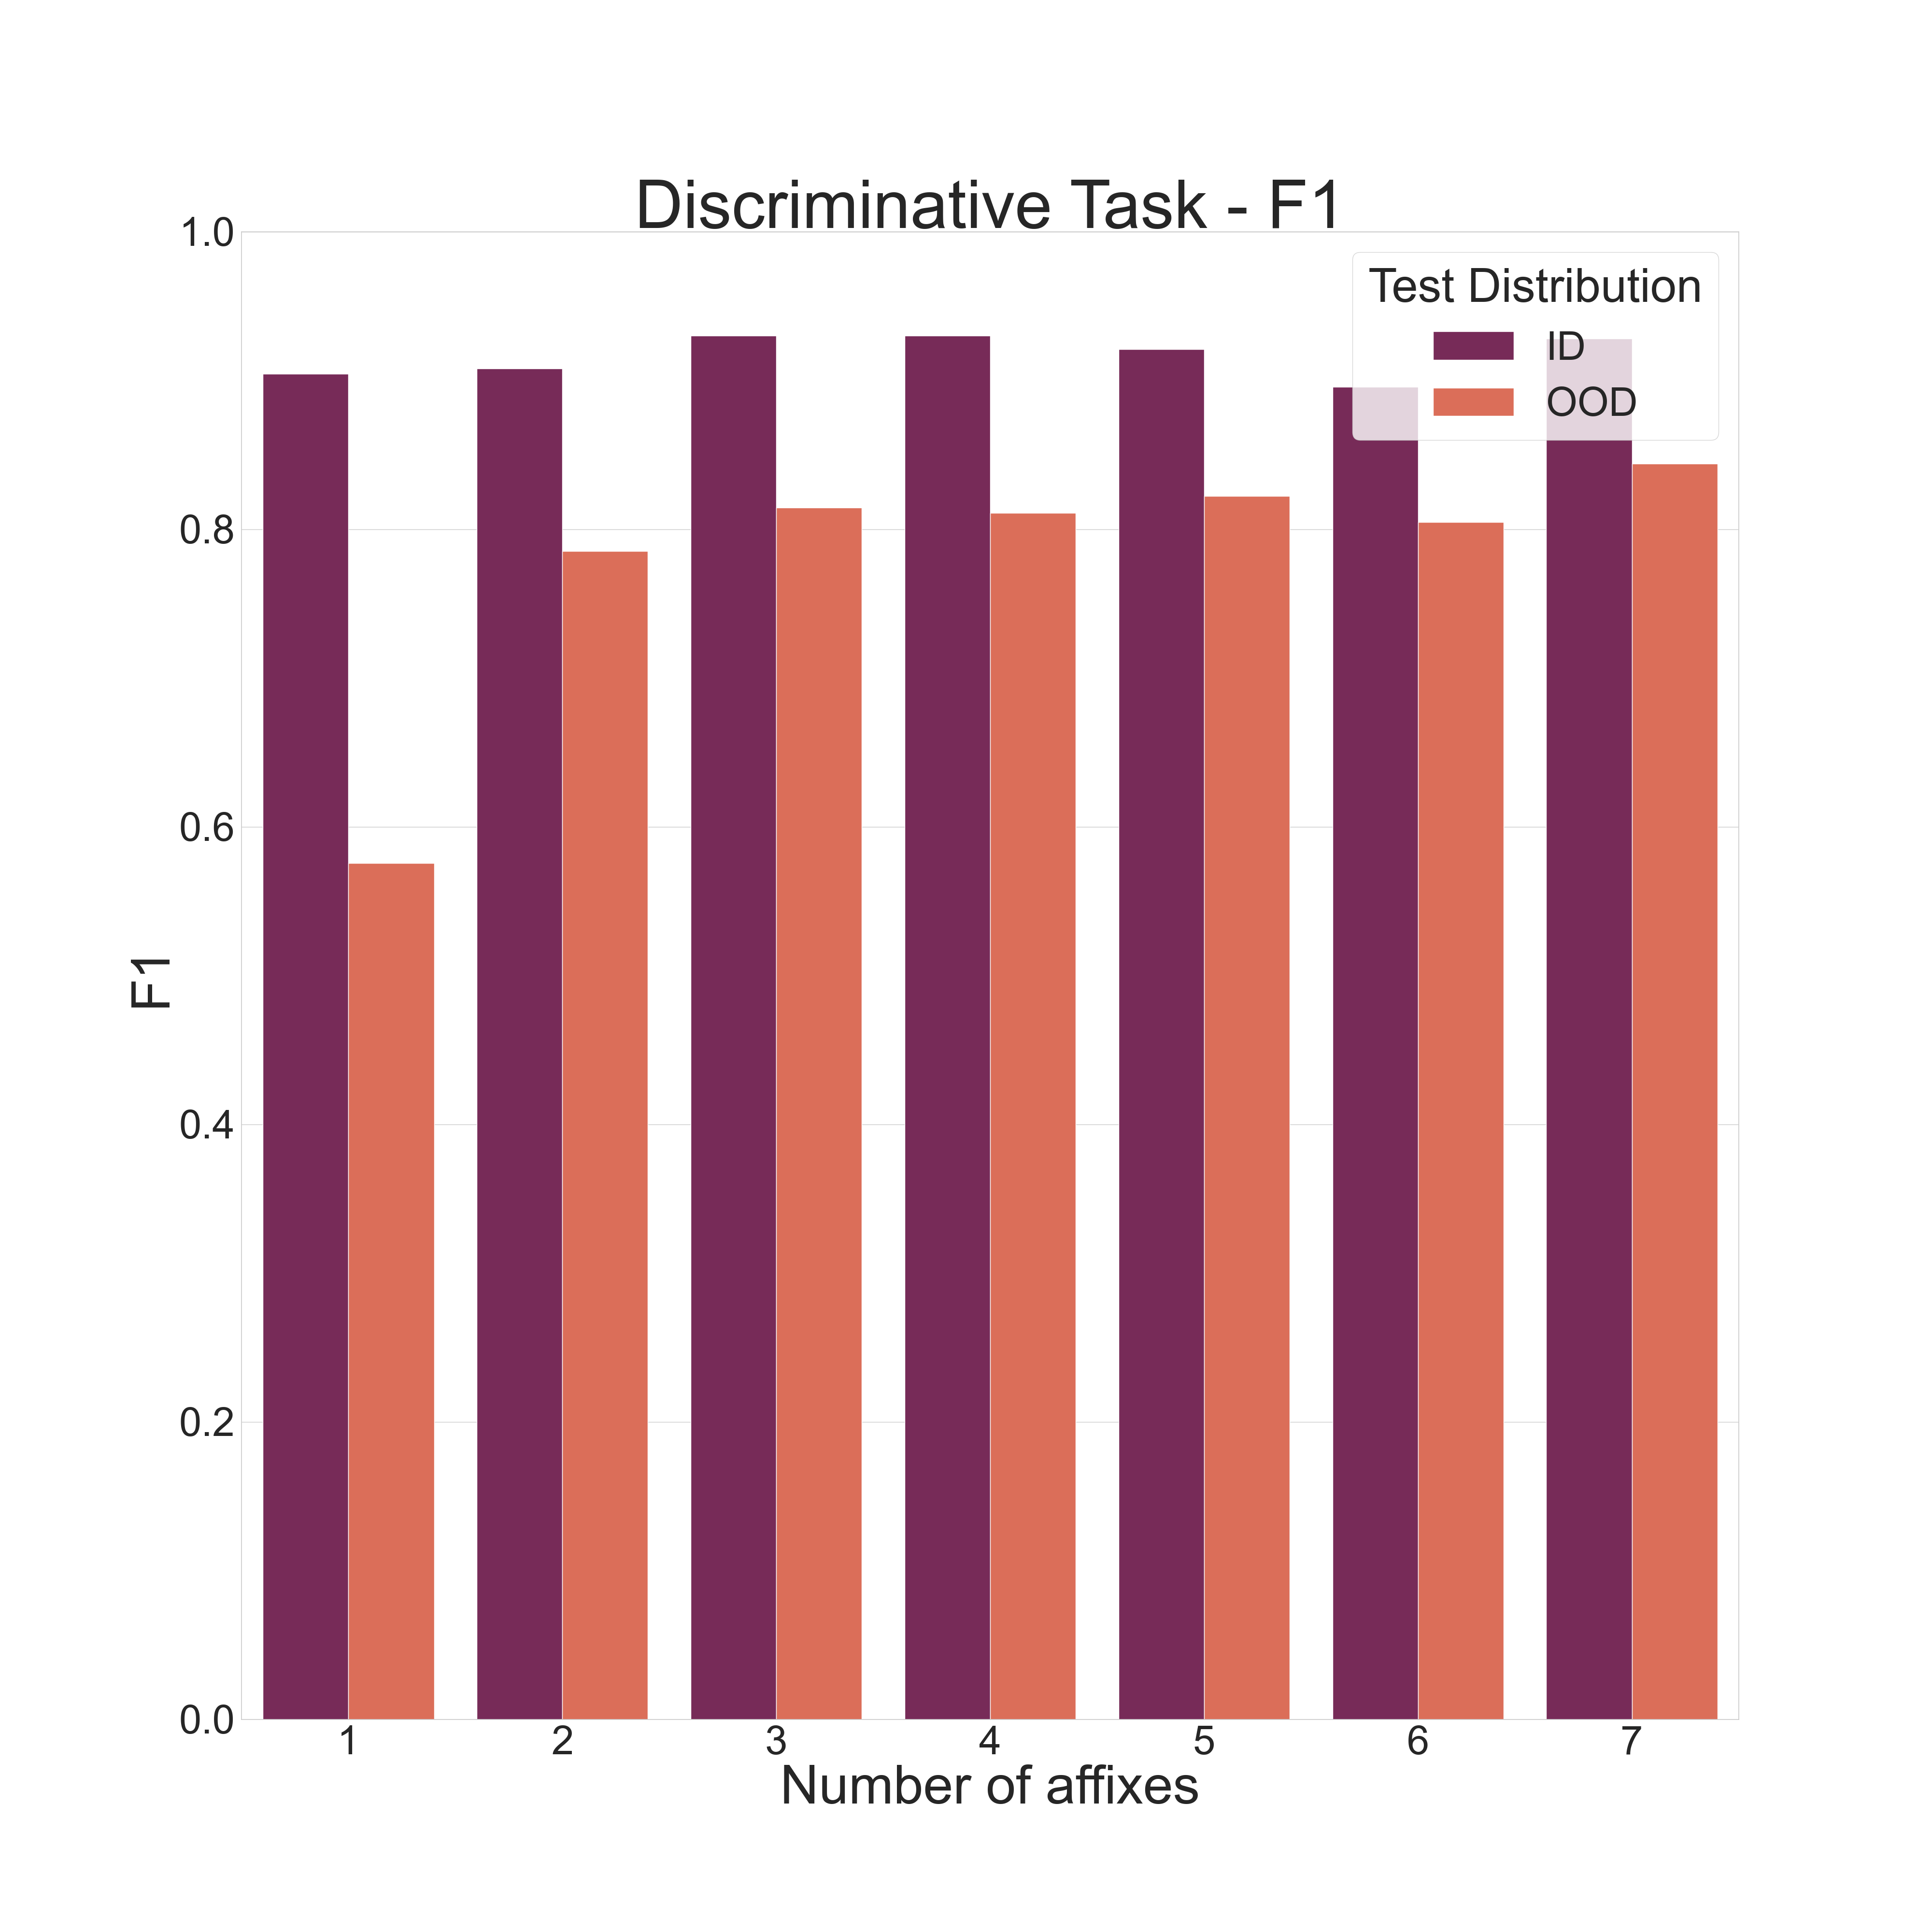 Discriminative Task - F1
1.0
0.8
0.6
0.4
0.2
0.0
F1
Test Distribution
ID
OOD
1 2 3 4 5 6 7
Number of affixes